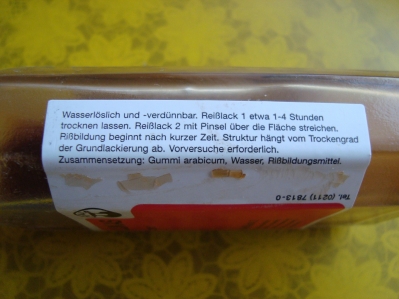 Wasserlöslich und -verdünnbar. Reißlack 1 etwa 1-4 Stunden
trocknen lassen. Reißlack 2 mit Pinsel über die Fläche streichen.
Rißbildung beginnt nach kurzer Zeit. Struktur hängt vom Trockengrad
der Grundlackierung ab. Vorversuche erforderlich.
Zusammensetzung: Gummi arabicum, Wasser, Rißbildungsmittel.
Tel. (0211) 7813-0